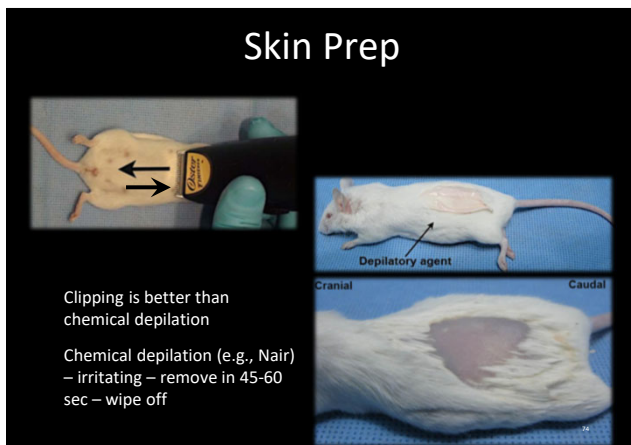 Skin Prep
Oster
Depilatory agent
Cranial
Caudal
Clipping is better than
chemical depilation
Chemical depilation (e.g., Nair)
– irritating – remove in 45-60
sec – wipe off
24